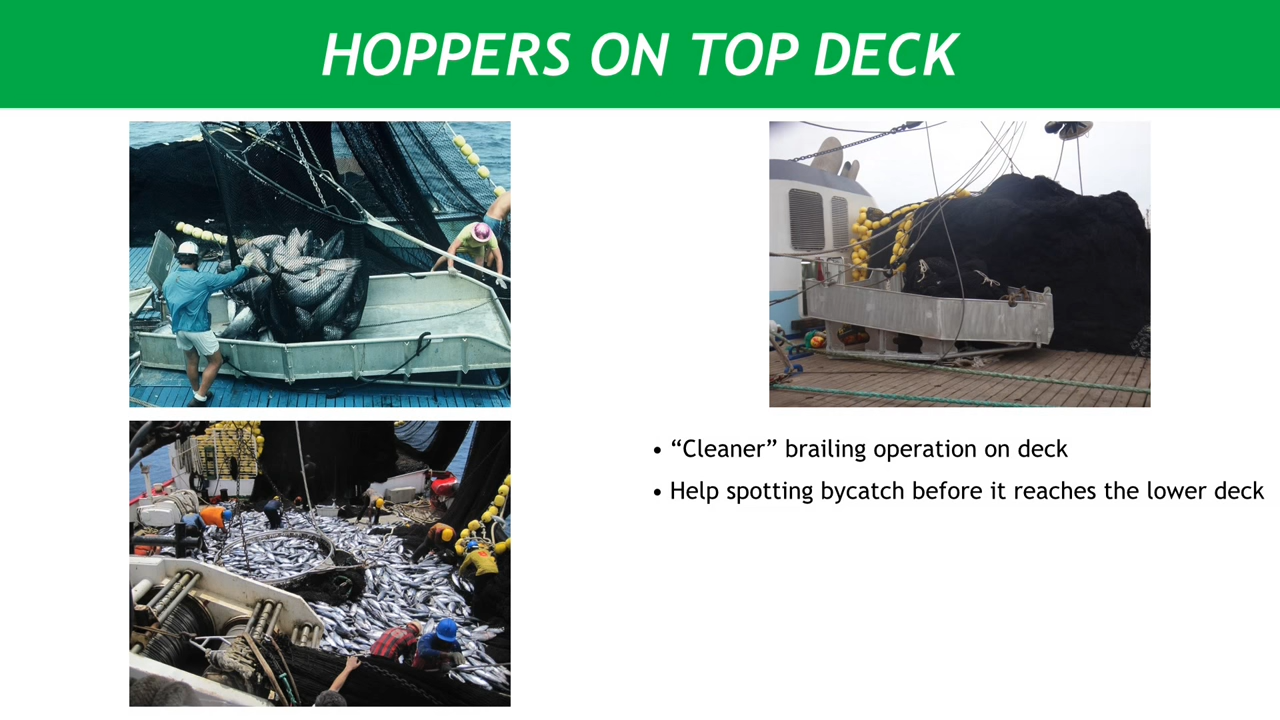 HOPPERS ON TOP DECK
• “Cleaner” brailing operation on deck
• Help spotting bycatch before it reaches the lower deck